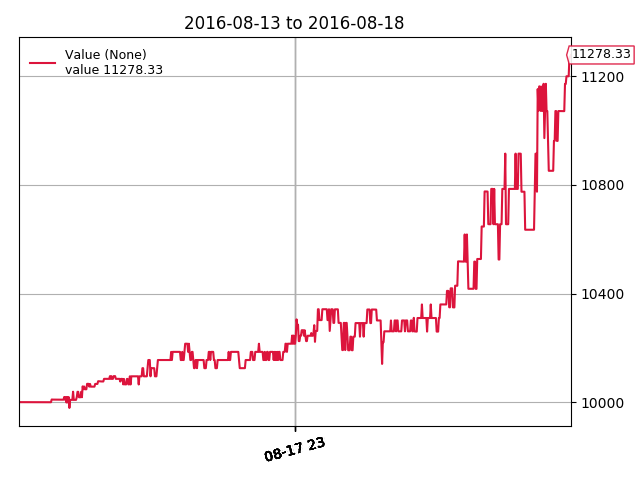 2016-08-13 to 2016-08-18
Value (None)
value 11278.33
11278.33
11200
10800
10400
10000
08-17 23